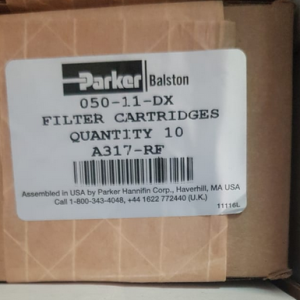 Parker Balston
050-11-DX
FILTER CARTRIDGES
QUANTITY 10
A317-RF
Assembled in USA by Parker Hannifin Corp., Haverhill, MA USA
Call 1-800-343-4048, +44 1622 772440 (U.K.)
11116L